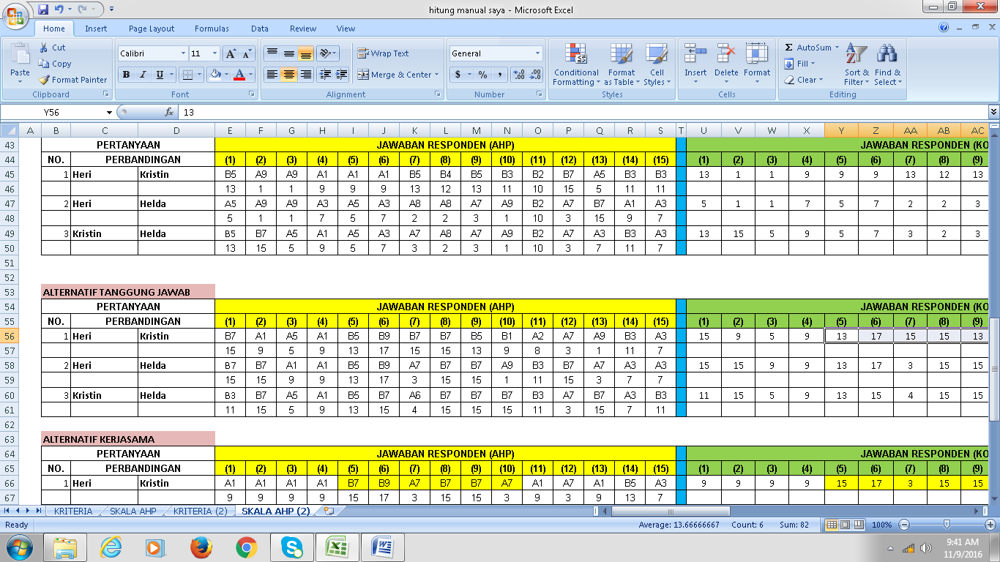 hitung manual saya - Microsoft Excel
Home Insert Page Layout Formulas Data Review View
Paste Cut Copy Format Painter Clipboard
Calibri 11 A A B I U A Font
Wrap Text Merge & Center Alignment
General $ % , .0 .00 .00 .0 Number
Conditional Formatting Format as Table Cell Styles Styles
Insert Delete Format Cells
Σ AutoSum Fill Clear Sort & Filter Find & Select Editing
Y56 fx 13
A B C D E F G H I J K L M N O P Q R S T U V W X Y Z AA AB AC
43 PERTANYAAN JAWABAN RESPONDEN (AHP) JAWABAN RESPONDEN (KO
44 NO. PERBANDINGAN (1) (2) (3) (4) (5) (6) (7) (8) (9) (10) (11) (12) (13) (14) (15) (1) (2) (3) (4) (5) (6) (7) (8) (9)
45 1 Heri Kristin B5 A9 A9 A1 A1 A1 B5 B4 B5 B3 B2 B7 A5 B3 B3 13 1 1 9 9 9 13 12 13
46 13 1 1 9 9 9 13 12 13 11 10 15 5 11 11
47 2 Heri Helda A5 A9 A9 A3 A5 A3 A8 A8 A7 A9 B2 A7 B7 A1 A3 5 1 1 7 5 7 2 2 3
48 5 1 1 7 5 7 2 2 3 1 10 3 15 9 7
49 3 Kristin Helda B5 B7 A5 A1 A5 A3 A7 A8 A7 A9 B2 A7 A3 B3 A3 13 15 5 9 5 7 3 2 3
50 13 15 5 9 5 7 3 2 3 1 10 3 7 11 7
51
52
53 ALTERNATIF TANGGUNG JAWAB
54 PERTANYAAN JAWABAN RESPONDEN (AHP) JAWABAN RESPONDEN (KO
55 NO. PERBANDINGAN (1) (2) (3) (4) (5) (6) (7) (8) (9) (10) (11) (12) (13) (14) (15) (1) (2) (3) (4) (5) (6) (7) (8) (9)
56 1 Heri Kristin B7 A1 A5 A1 B5 B9 B7 B7 B5 B1 A2 A7 A9 B3 A1 15 9 5 9 13 17 15 15 13
57 15 9 5 9 13 17 15 15 13 9 8 3 1 11 7
58 2 Heri Helda B7 B7 A1 A1 B5 B9 A7 B7 B7 A9 B3 B7 A7 A3 A3 15 15 9 9 13 17 3 15 15
59 15 15 9 9 13 17 3 15 15 1 11 15 3 7 7
60 3 Kristin Helda B3 B7 A5 A1 B5 B7 A6 B7 B7 B7 B3 A7 B7 A3 B3 11 15 5 9 13 15 4 15 15
61 11 15 5 9 13 15 4 15 15 15 11 3 15 7 11
62
63 ALTERNATIF KERJASAMA
64 PERTANYAAN JAWABAN RESPONDEN (AHP) JAWABAN RESPONDEN (KO
65 NO. PERBANDINGAN (1) (2) (3) (4) (5) (6) (7) (8) (9) (10) (11) (12) (13) (14) (15) (1) (2) (3) (4) (5) (6) (7) (8) (9)
66 1 Heri Kristin A1 A1 A1 A1 B7 B9 A7 B7 B7 A7 A1 A7 A1 B5 A3 9 9 9 9 15 17 3 15 15
67 9 9 9 9 15 17 3 15 15 3 9 3 9 13 7
KRITERIA SKALA AHP KRITERIA (2) SKALA AHP (2)
Ready Average: 13.66666667 Count: 6 Sum: 82 100%
9:41 AM
11/9/2016